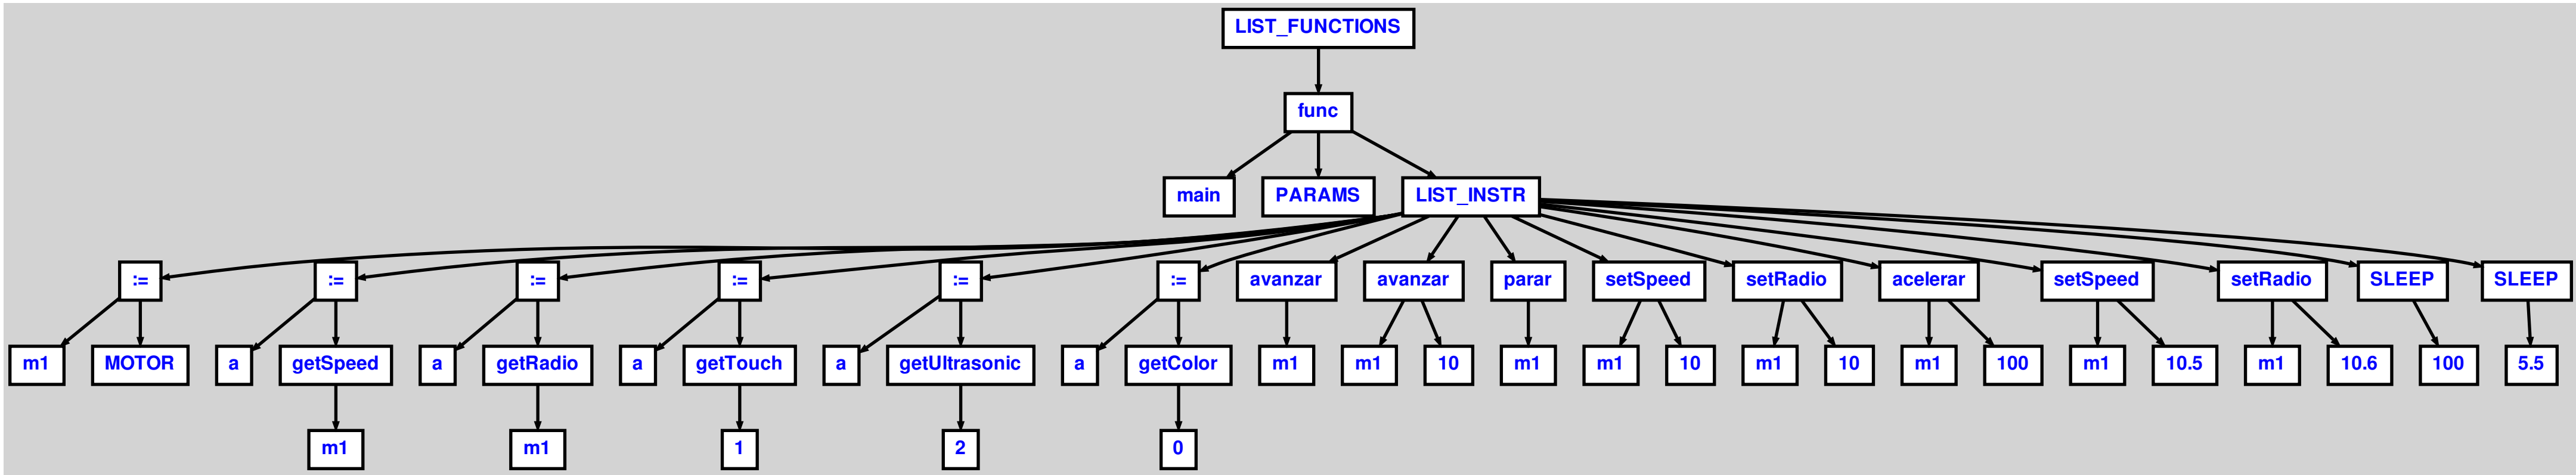 LIST_FUNCTIONS
func
main PARAMS LIST_INSTR
:= := := := := := avanzar avanzar parar setSpeed setRadio acelerar setSpeed setRadio SLEEP SLEEP
m1 MOTOR a getSpeed a getRadio a getTouch a getUltrasonic a getColor m1 m1 10 m1 m1 10 m1 10 m1 100 m1 10.5 m1 10.6 100 5.5
m1 m1 1 2 0